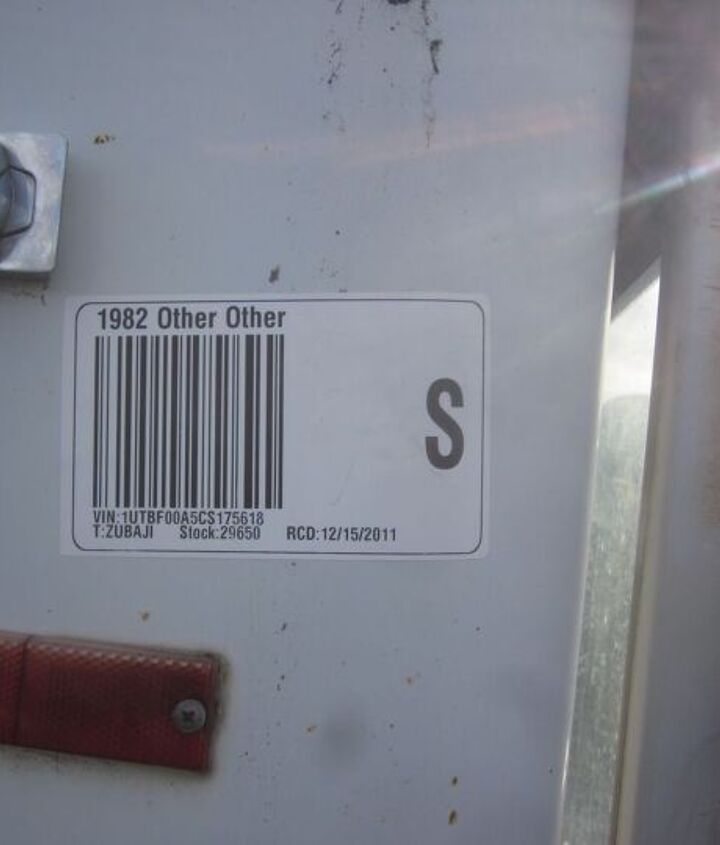 1982 Other Other
S
VIN:1UTBF00A5CS175618
T:ZUBAJI Stock:29650 RCD:12/15/2011